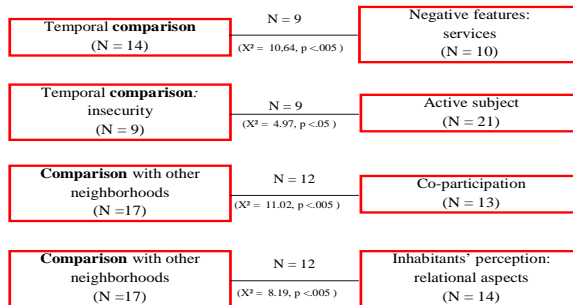 Temporal comparison
(N = 14)
N = 9
(X² = 10,64, p <.005 )
Negative features:
services
(N = 10)
Temporal comparison:
insecurity
(N = 9)
N = 9
(X² = 4.97, p <.05 )
Active subject
(N = 21)
Comparison with other
neighborhoods
(N =17)
N = 12
(X² = 11.02, p <.005 )
Co-participation
(N = 13)
Comparison with other
neighborhoods
(N =17)
N = 12
(X² = 8.19, p <.005 )
Inhabitants’ perception:
relational aspects
(N = 14)